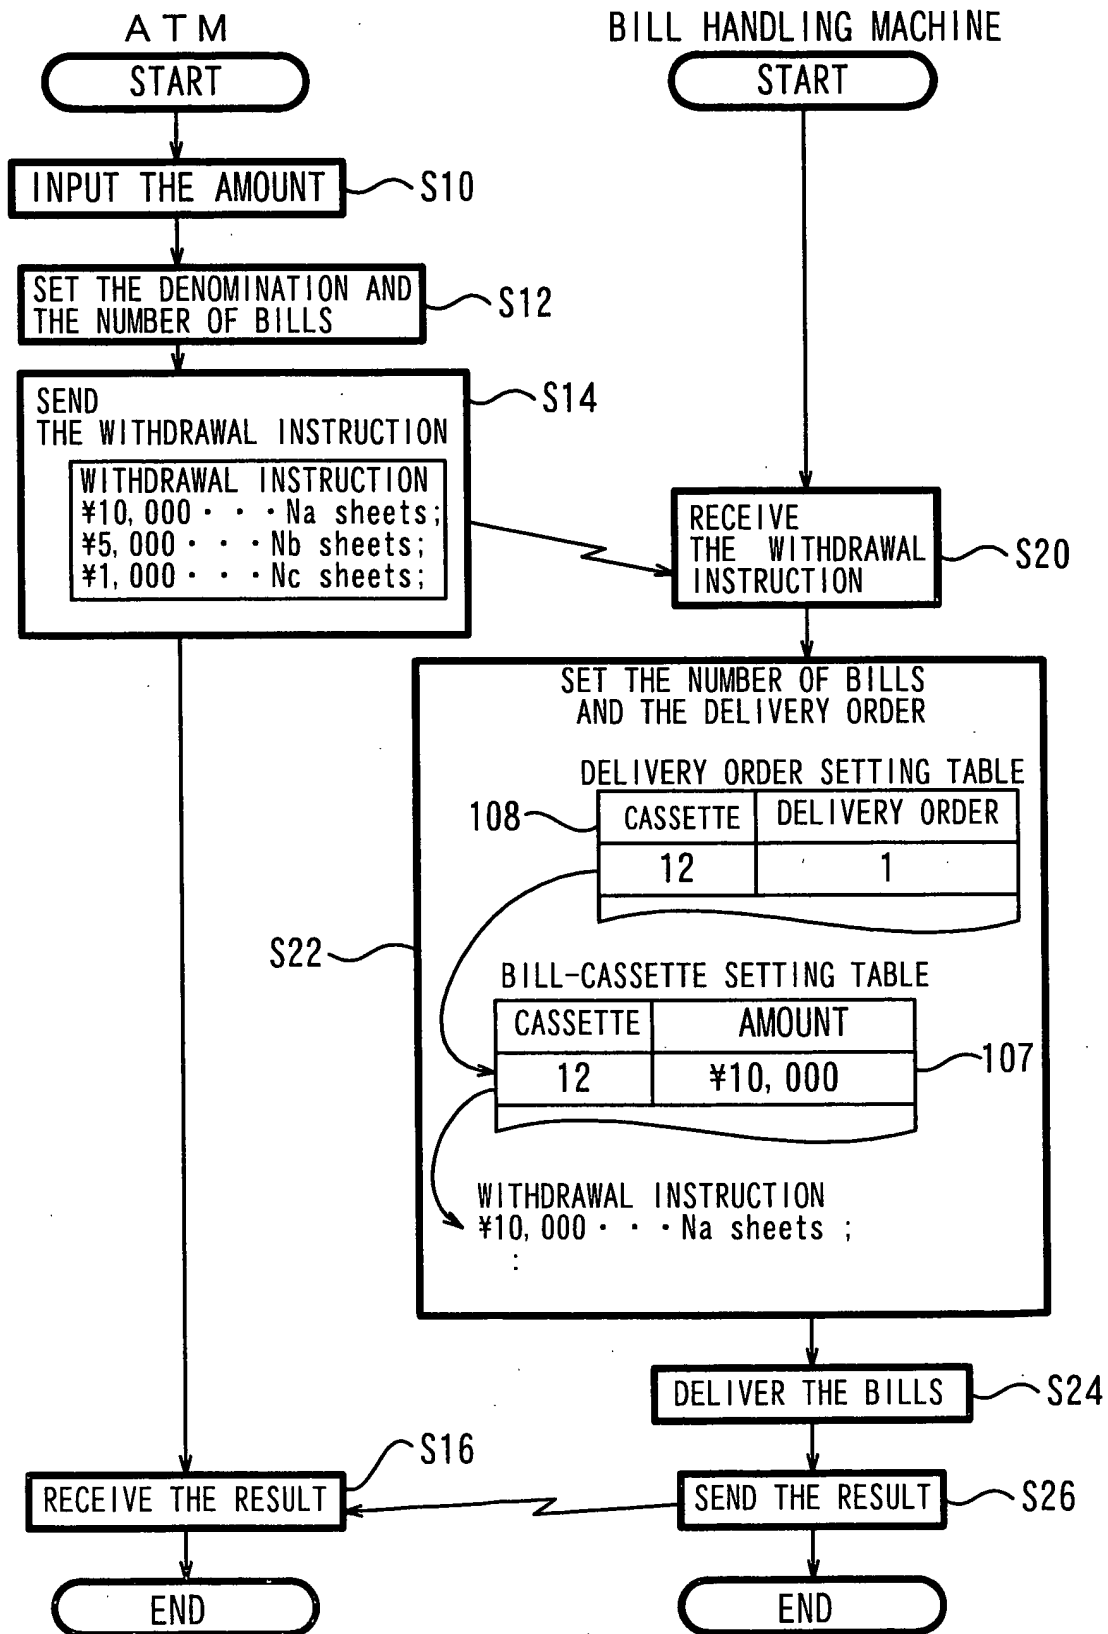 ATM
START
INPUT THE AMOUNT
S10
SET THE DENOMINATION AND
THE NUMBER OF BILLS
S12
SEND
THE WITHDRAWAL INSTRUCTION
S14
WITHDRAWAL INSTRUCTION
¥10,000 · · · Na sheets;
¥5,000 · · · Nb sheets;
¥1,000 · · · Nc sheets;
BILL HANDLING MACHINE
START
RECEIVE
THE WITHDRAWAL
INSTRUCTION
S20
SET THE NUMBER OF BILLS
AND THE DELIVERY ORDER
DELIVERY ORDER SETTING TABLE
108
CASSETTE DELIVERY ORDER
12 1
S22
BILL-CASSETTE SETTING TABLE
CASSETTE AMOUNT
12 ¥10,000
107
WITHDRAWAL INSTRUCTION
¥10,000 · · · Na sheets ;
:
DELIVER THE BILLS
S24
S16
RECEIVE THE RESULT
SEND THE RESULT
S26
END
END